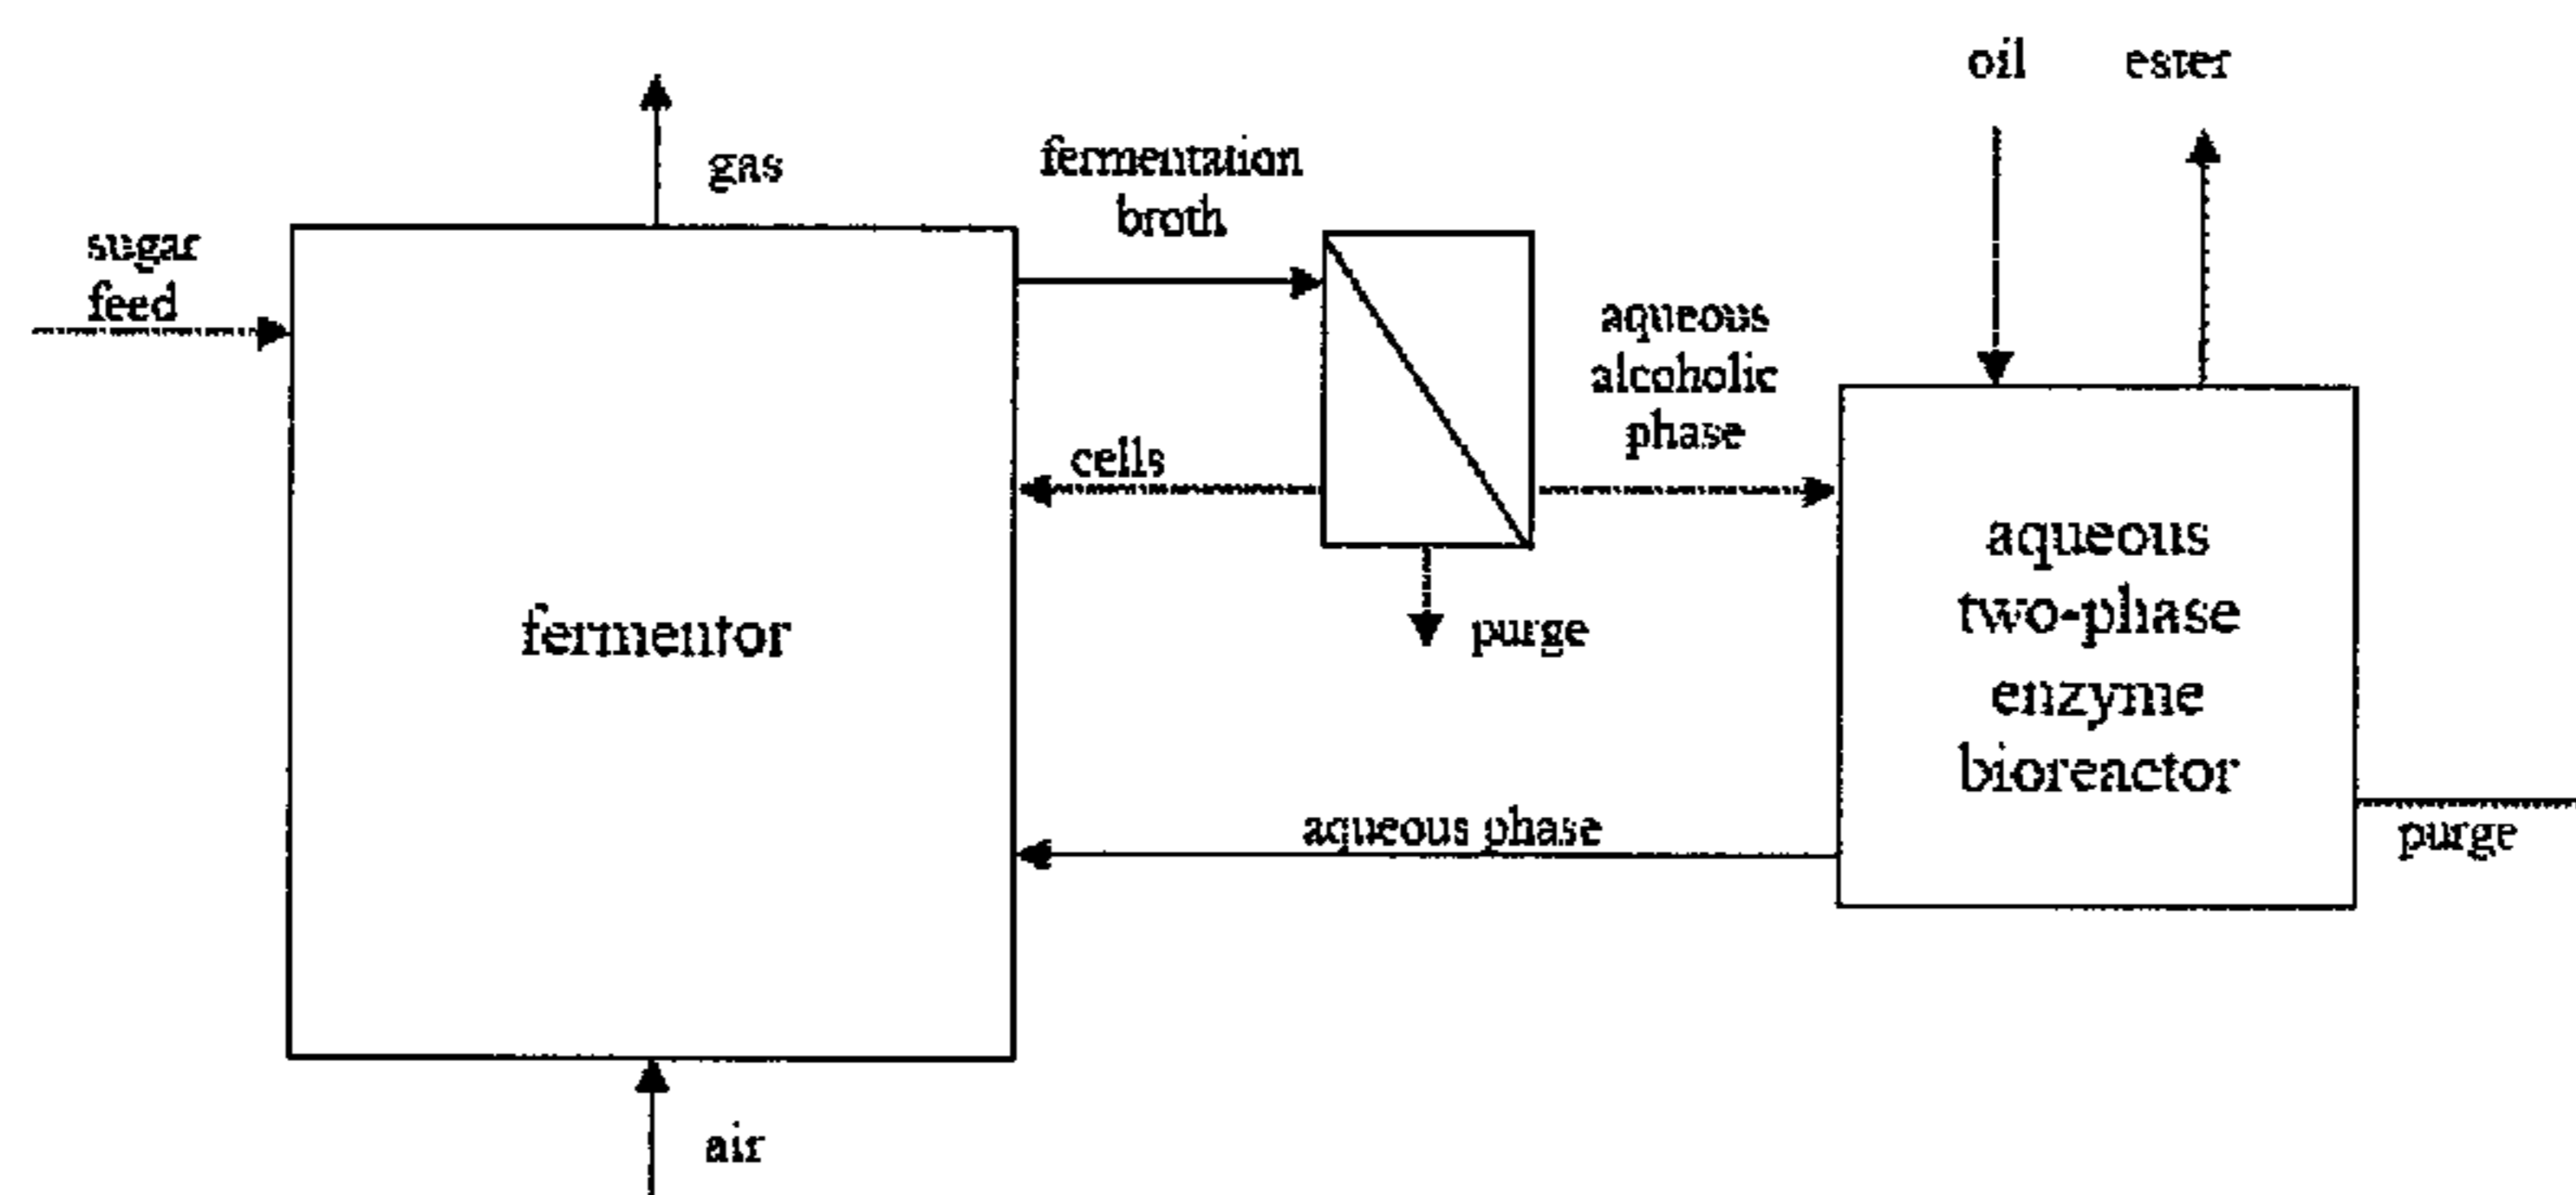 oil
ester
gas
fermentation
broth
sugar
feed
aqueous
alcoholic
phase
cells
aqueous
two-phase
enzyme
bioreactor
fermentor
purge
aqueous phase
purge
air